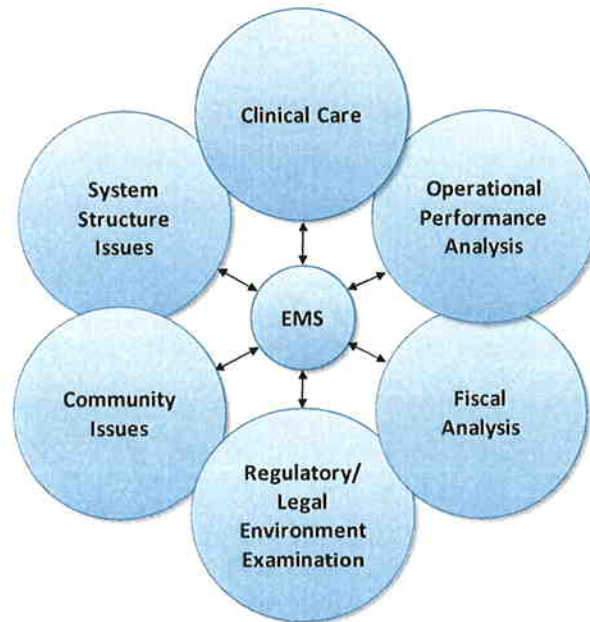 Clinical Care
System
Structure
Issues
Operational
Performance
Analysis
EMS
Community
Issues
Fiscal
Analysis
Regulatory/
Legal
Environment
Examination